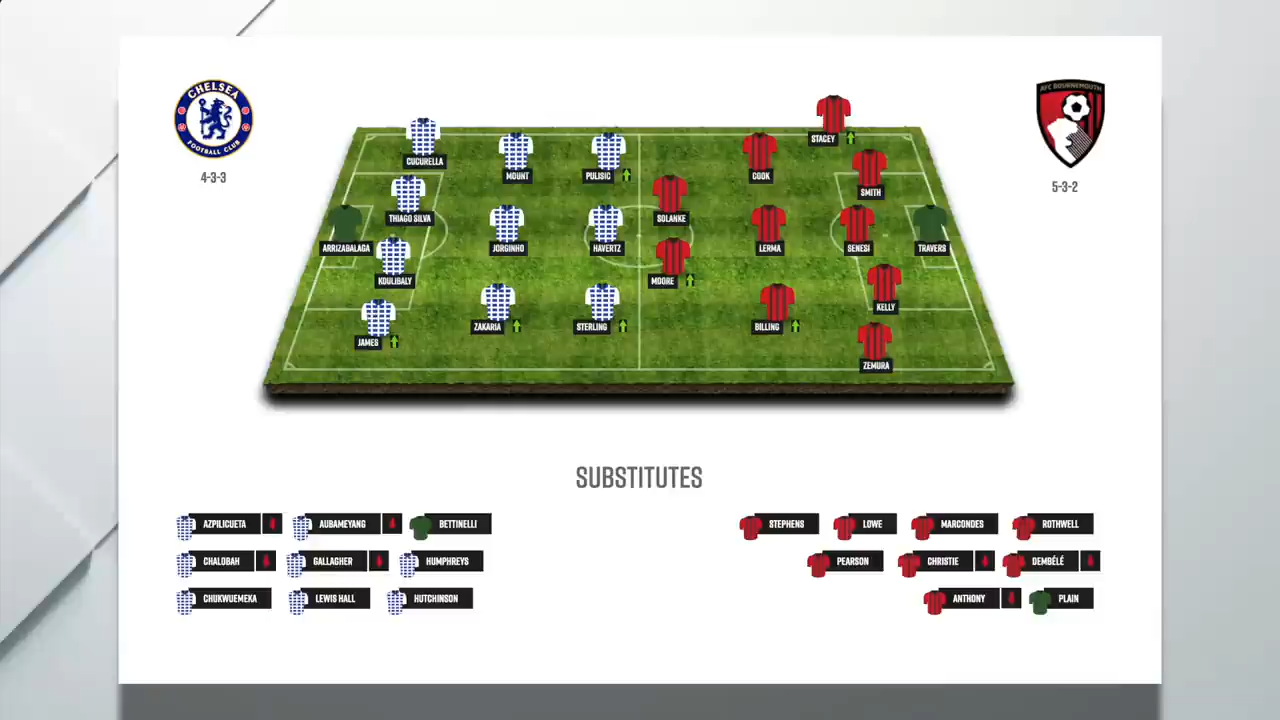 CHELSEA
FOOTBALL CLUB
4-3-3
AFC BOURNEMOUTH
5-3-2
STACEY
CUCURELLA
MOUNT
PULISIC
COOK
SMITH
THIAGO SILVA
SOLANKE
ARRIZABALAGA
JORGINHO
HAVERTZ
LERMA
SENESI
TRAVERS
KOULIBALY
MOORE
KELLY
ZAKARIA
STERLING
BILLING
JAMES
ZEMURA
SUBSTITUTES
AZPILICUETA AUBAMEYANG BETTINELLI
CHALOBAH GALLAGHER HUMPHREYS
CHUKWUEMEKA LEWIS HALL HUTCHINSON
STEPHENS LOWE MARCONDES ROTHWELL
PEARSON CHRISTIE DEMBÉLÉ
ANTHONY PLAIN